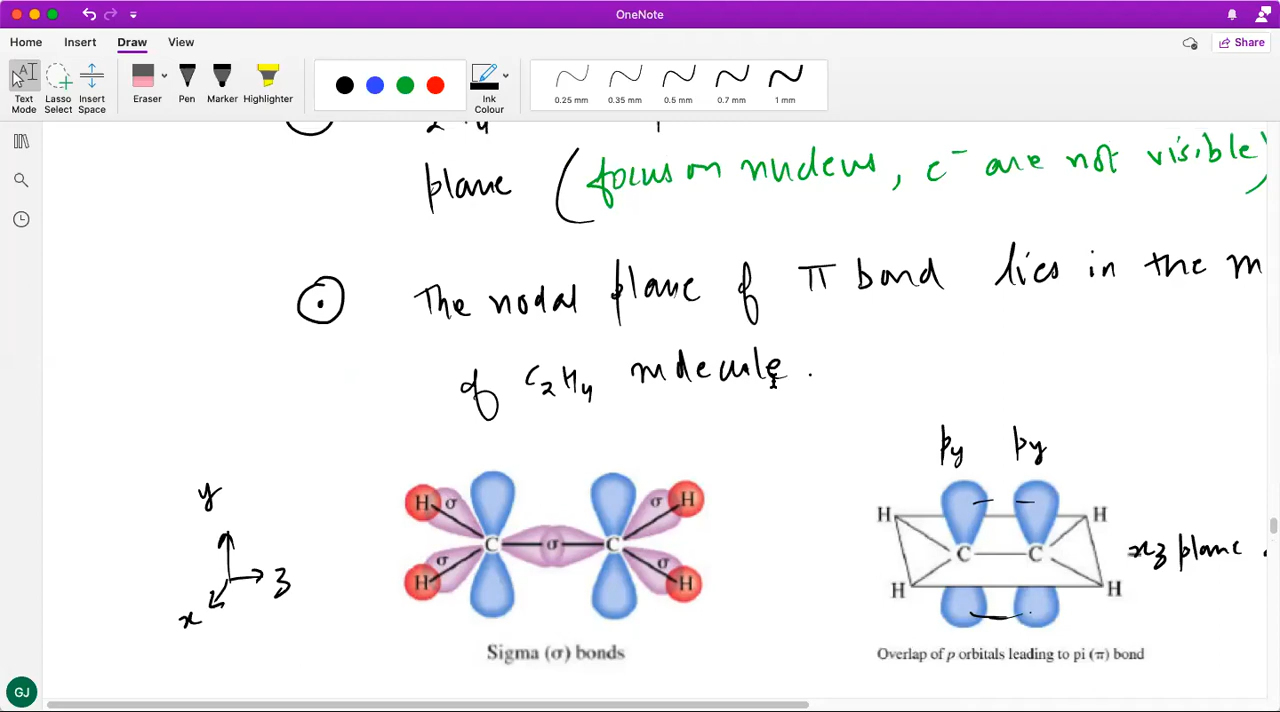 OneNote
Home Insert Draw View
Share
Text Mode
Lasso Select
Insert Space
Eraser
Pen
Marker
Highlighter
Ink Colour
0.25 mm 0.35 mm 0.5 mm 0.7 mm 1 mm
plane (focus on nucleus, e⁻ are not visible)
The nodal plane of π bond lies in the m
of C₂H₄ molecule .
py py
y
z
x
H σ σ H
C σ C
H σ σ H
H H
C C
H H
xz plane .
Sigma (σ) bonds
Overlap of p orbitals leading to pi (π) bond
GJ